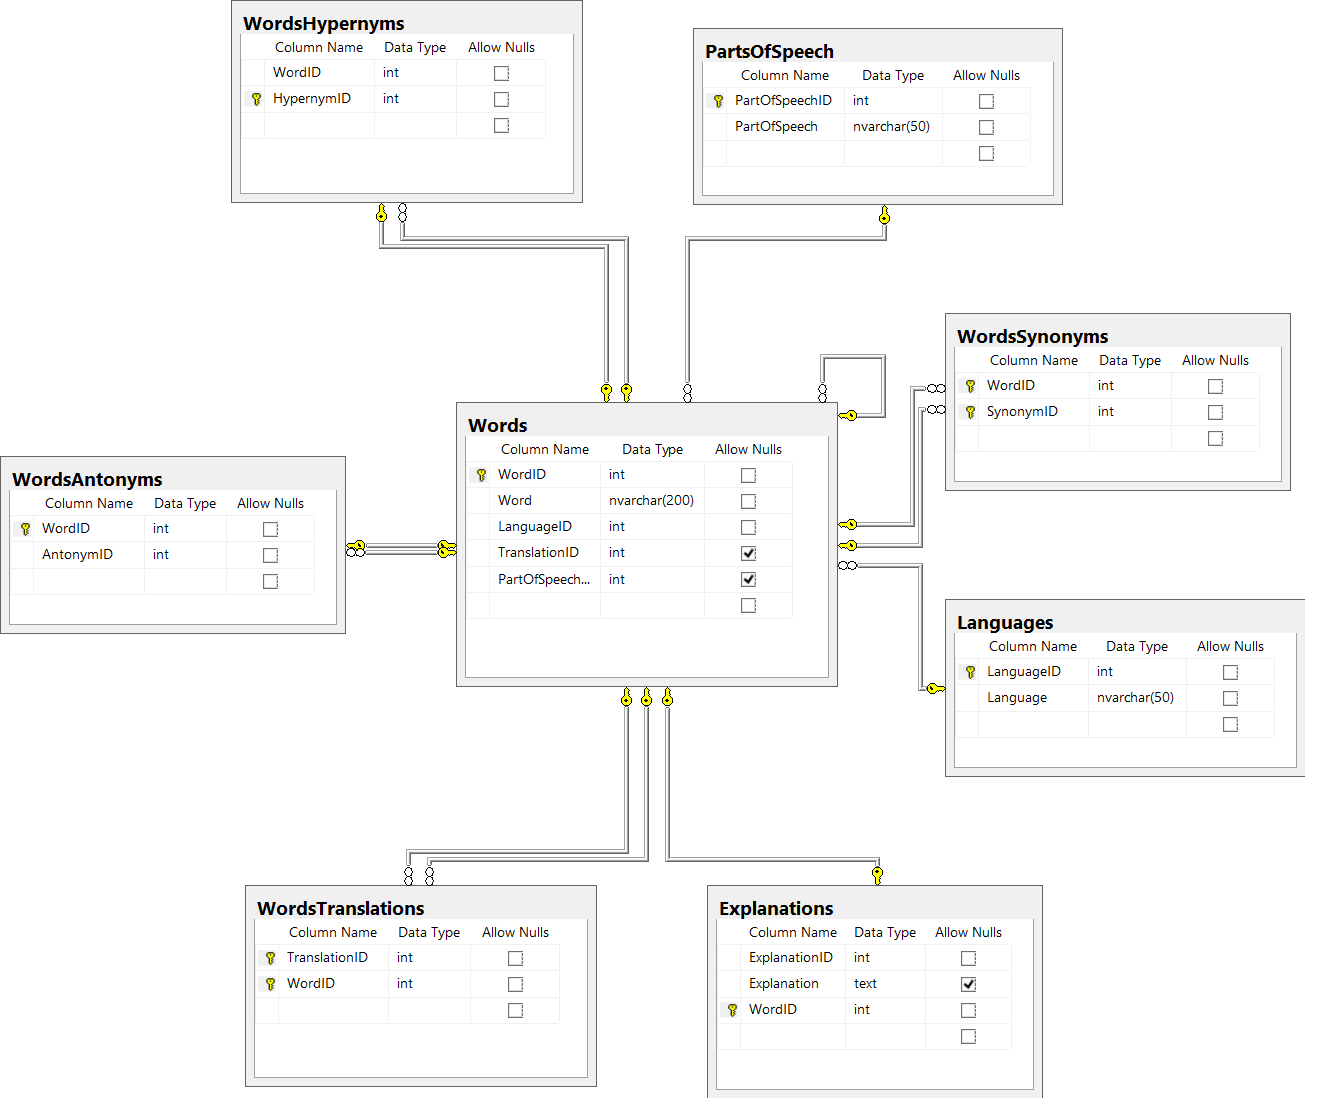 WordsHypernyms
Column Name Data Type Allow Nulls
WordID int
HypernymID int
PartsOfSpeech
Column Name Data Type Allow Nulls
PartOfSpeechID int
PartOfSpeech nvarchar(50)
WordsSynonyms
Column Name Data Type Allow Nulls
WordID int
SynonymID int
Words
Column Name Data Type Allow Nulls
WordID int
Word nvarchar(200)
LanguageID int
TranslationID int
PartOfSpeech... int
WordsAntonyms
Column Name Data Type Allow Nulls
WordID int
AntonymID int
Languages
Column Name Data Type Allow Nulls
LanguageID int
Language nvarchar(50)
WordsTranslations
Column Name Data Type Allow Nulls
TranslationID int
WordID int
Explanations
Column Name Data Type Allow Nulls
ExplanationID int
Explanation text
WordID int